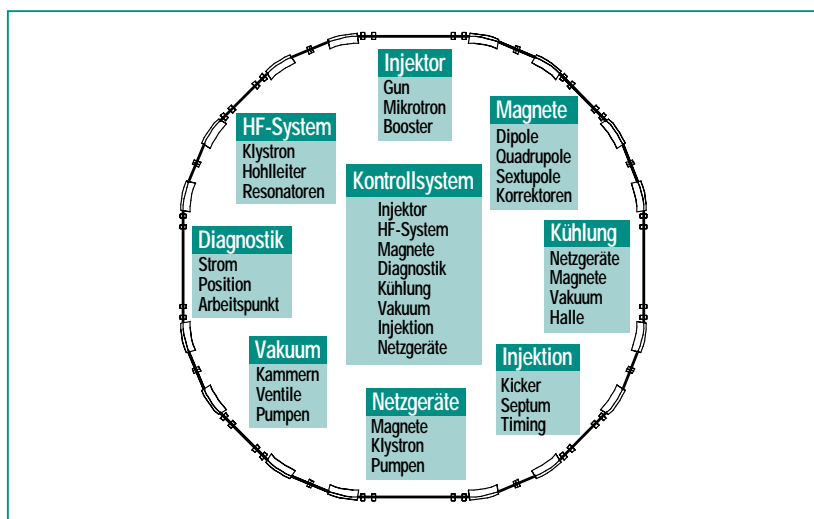 Injektor
Gun
Mikrotron
Booster
Magnete
Dipole
Quadrupole
Sextupole
Korrektoren
HF-System
Klystron
Hohlleiter
Resonatoren
Kontrollsystem
Injektor
HF-System
Magnete
Diagnostik
Kühlung
Vakuum
Injektion
Netzgeräte
Diagnostik
Strom
Position
Arbeitspunkt
Kühlung
Netzgeräte
Magnete
Vakuum
Halle
Vakuum
Kammern
Ventile
Pumpen
Injektion
Kicker
Septum
Timing
Netzgeräte
Magnete
Klystron
Pumpen